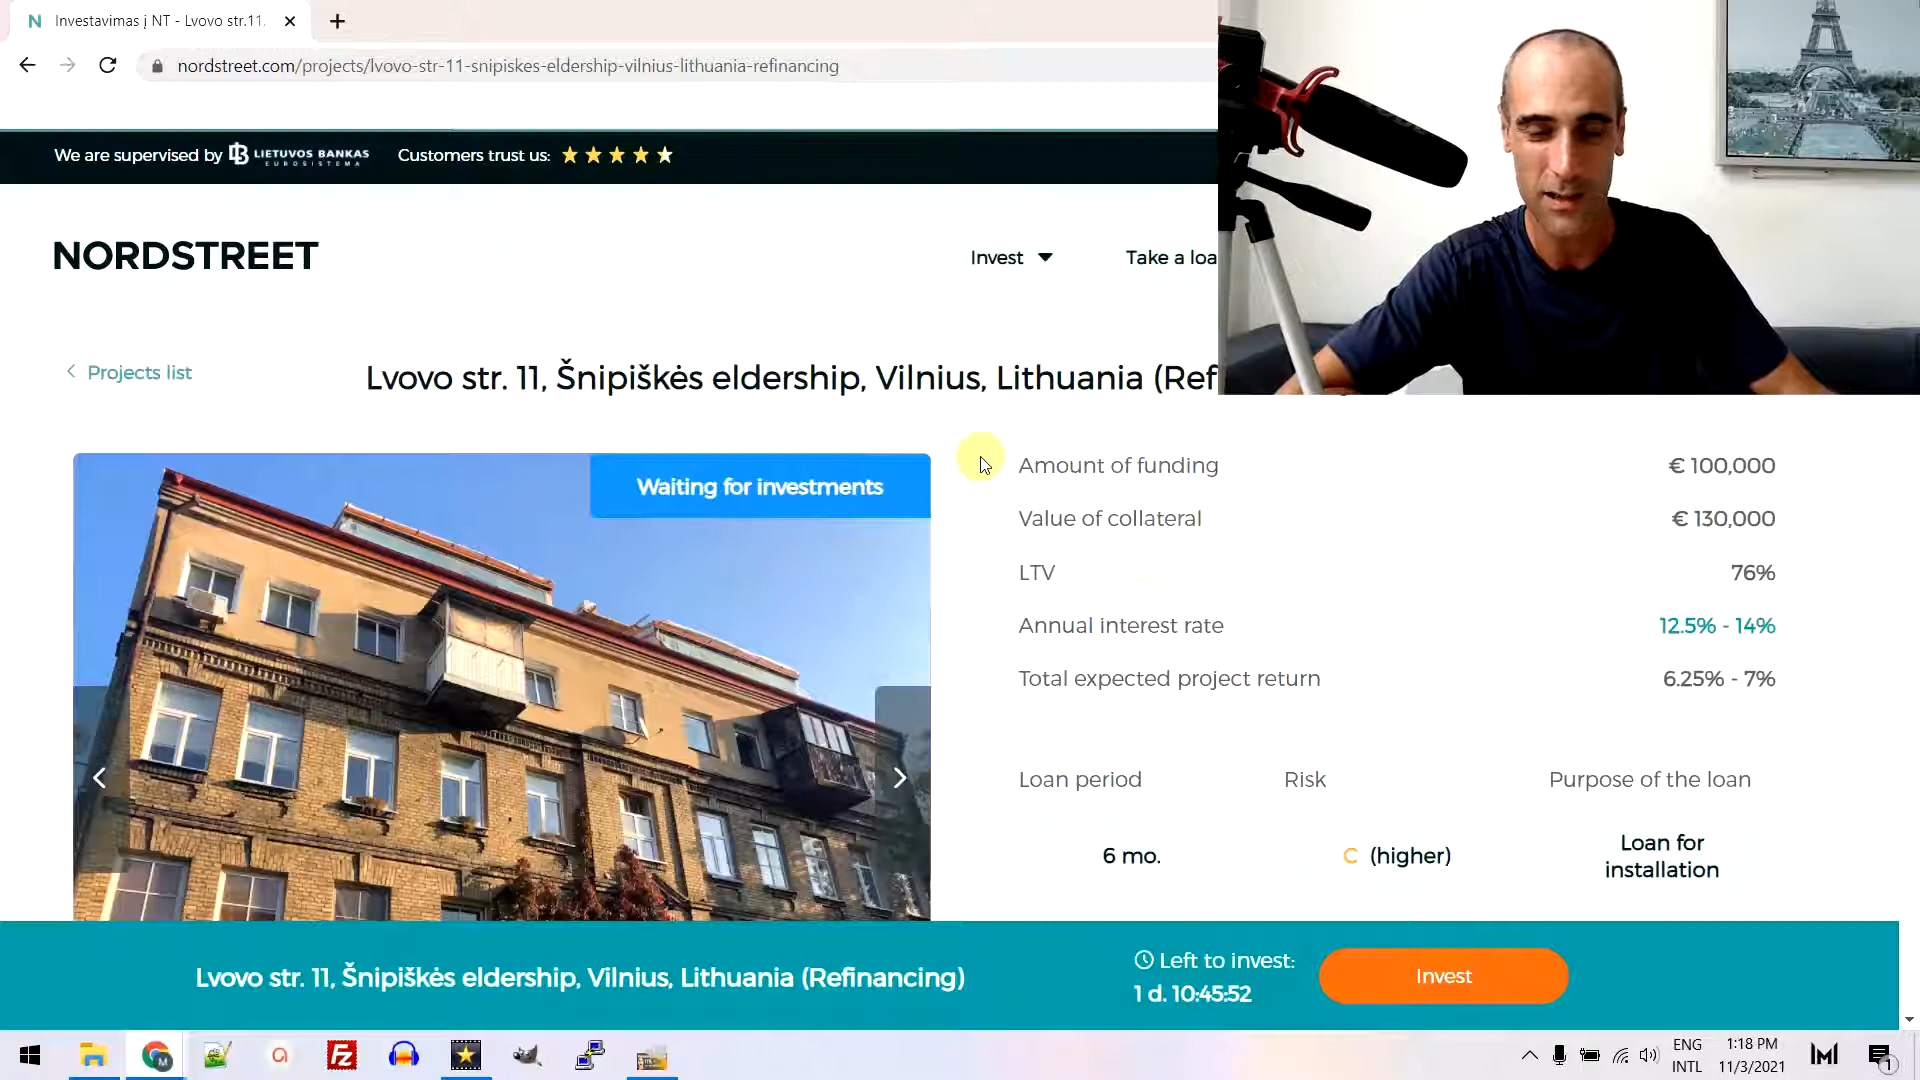 Investavimas į NT - Lvovo str.11,
nordstreet.com/projects/lvovo-str-11-snipiskes-eldership-vilnius-lithuania-refinancing
We are supervised by LIETUVOS BANKAS EUROSISTEMA Customers trust us:
NORDSTREET
Invest
Take a loa
Projects list
Lvovo str. 11, Šnipiškės eldership, Vilnius, Lithuania (Ref
Waiting for investments
Amount of funding € 100,000
Value of collateral € 130,000
LTV 76%
Annual interest rate 12.5% - 14%
Total expected project return 6.25% - 7%
Loan period Risk Purpose of the loan
6 mo. C (higher) Loan for
installation
Lvovo str. 11, Šnipiškės eldership, Vilnius, Lithuania (Refinancing)
Left to invest:
1 d. 10:45:52
Invest
ENG
INTL
1:18 PM
11/3/2021
1